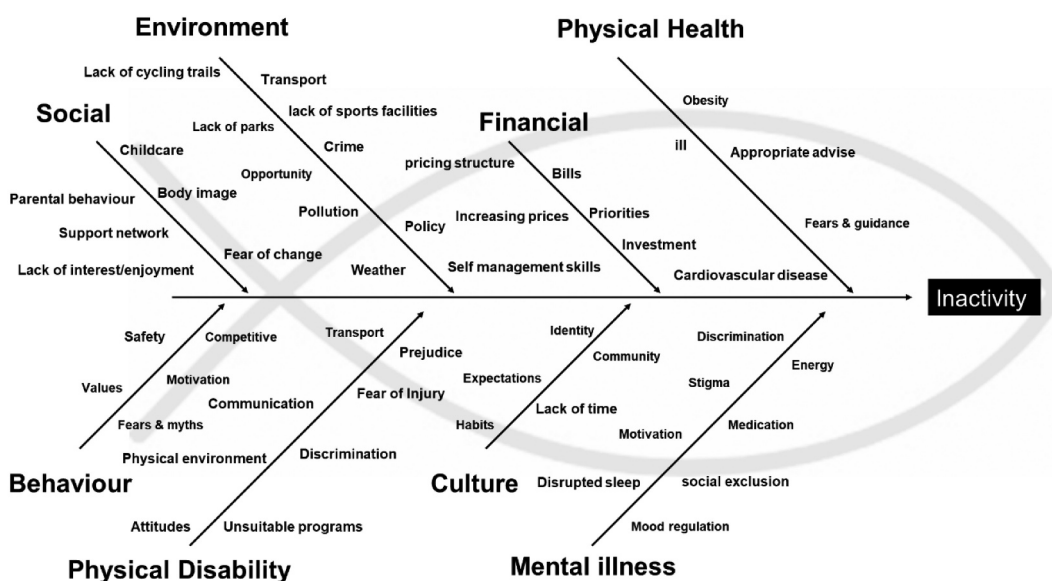 Environment
Physical Health
Lack of cycling trails
Transport
Obesity
Social
lack of sports facilities
Lack of parks
Financial
Childcare
Crime
ill
Appropriate advise
pricing structure
Bills
Opportunity
Body image
Parental behaviour
Pollution
Increasing prices
Priorities
Policy
Fears & guidance
Support network
Investment
Fear of change
Weather
Self management skills
Lack of interest/enjoyment
Cardiovascular disease
Inactivity
Safety
Competitive
Transport
Identity
Discrimination
Prejudice
Community
Energy
Values
Motivation
Expectations
Stigma
Communication
Fear of Injury
Lack of time
Fears & myths
Habits
Motivation
Medication
Physical environment
Discrimination
Behaviour
Culture
Disrupted sleep
social exclusion
Attitudes
Unsuitable programs
Mood regulation
Physical Disability
Mental illness